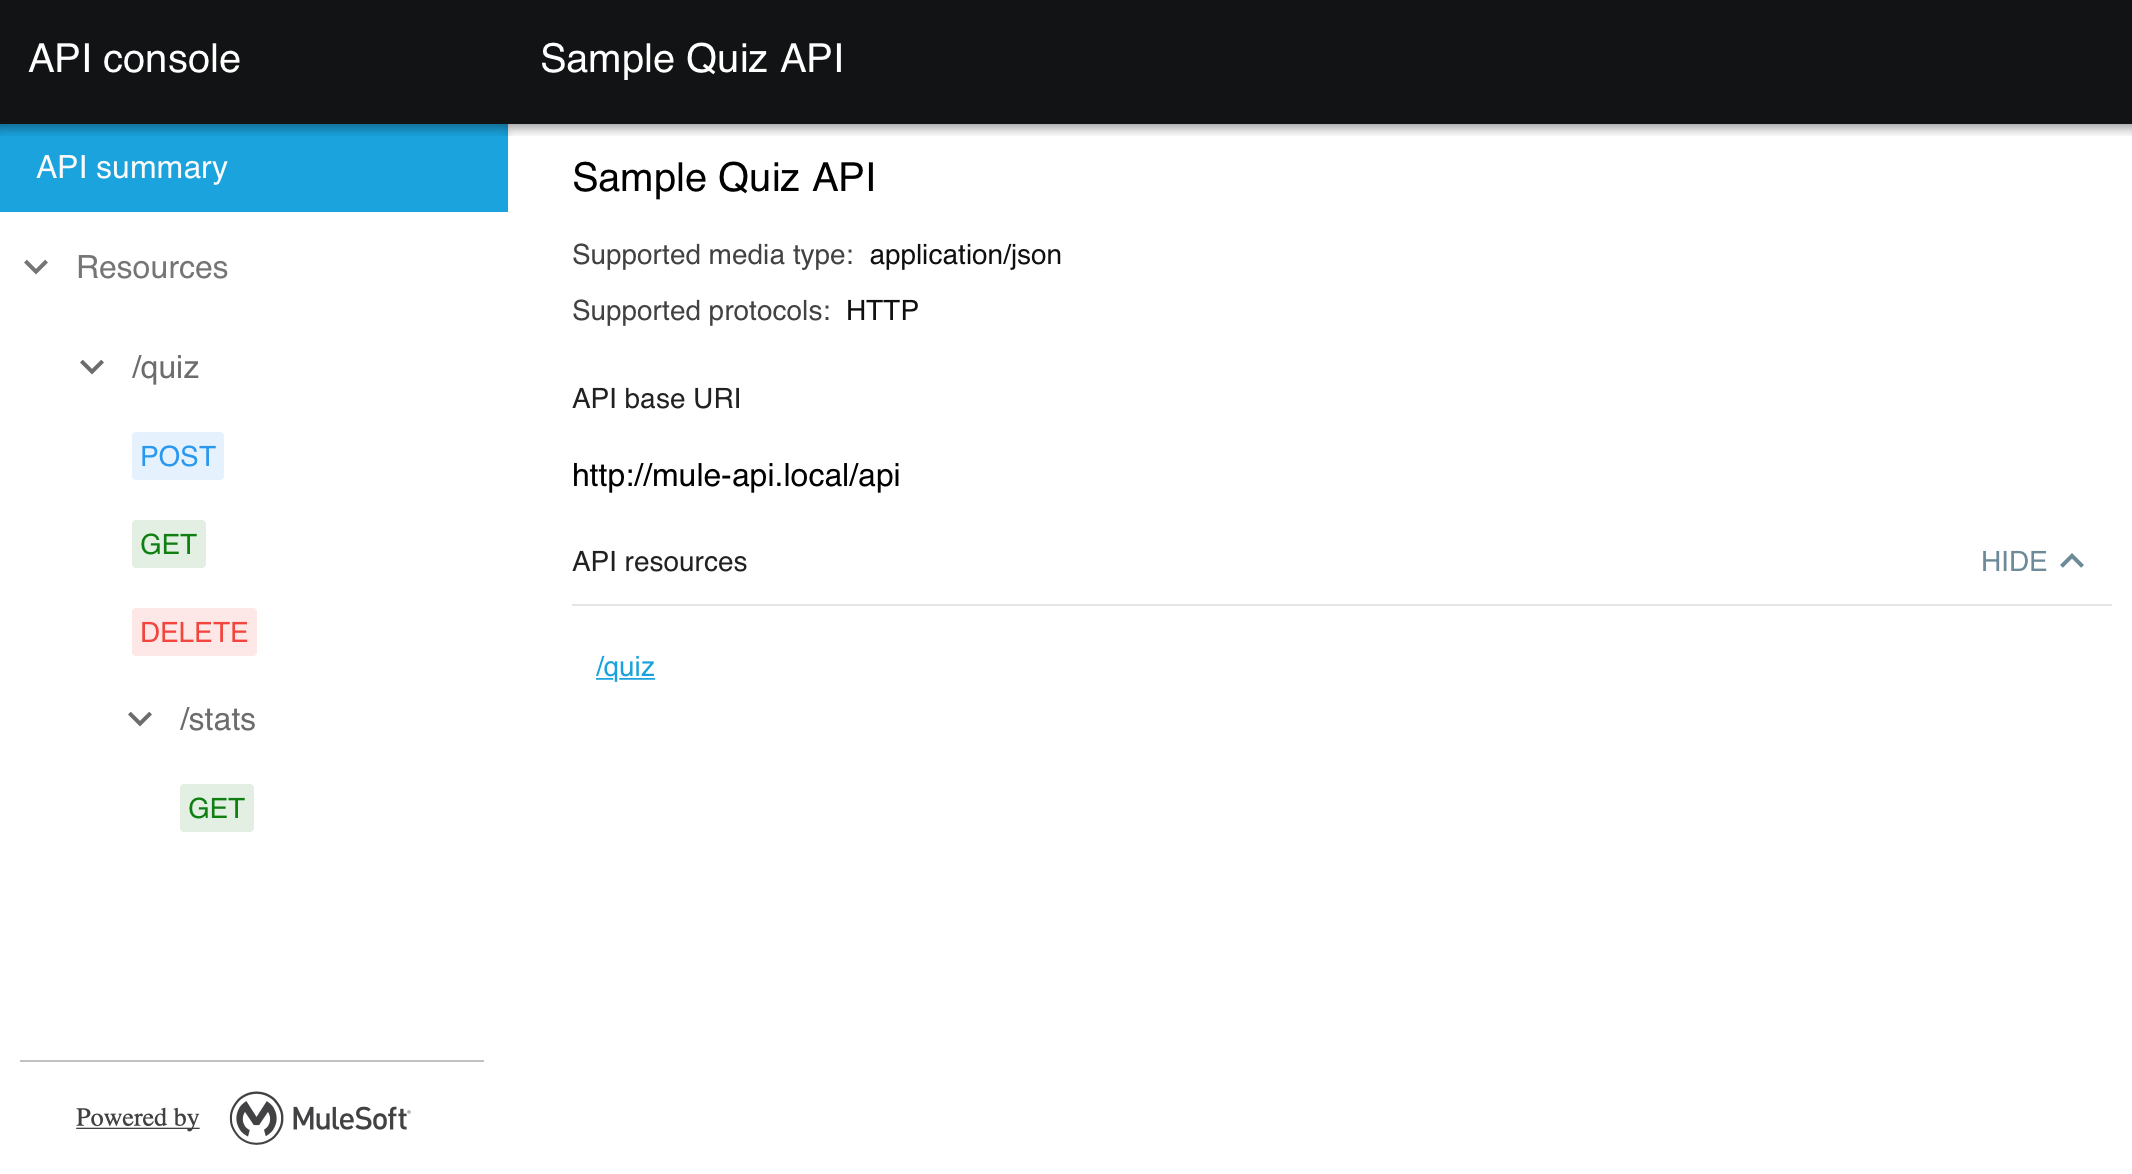 API console
Sample Quiz API
API summary
Resources
/quiz
POST
GET
DELETE
/stats
GET
Powered by MuleSoft
Sample Quiz API
Supported media type: application/json
Supported protocols: HTTP
API base URI
http://mule-api.local/api
API resources
HIDE
/quiz